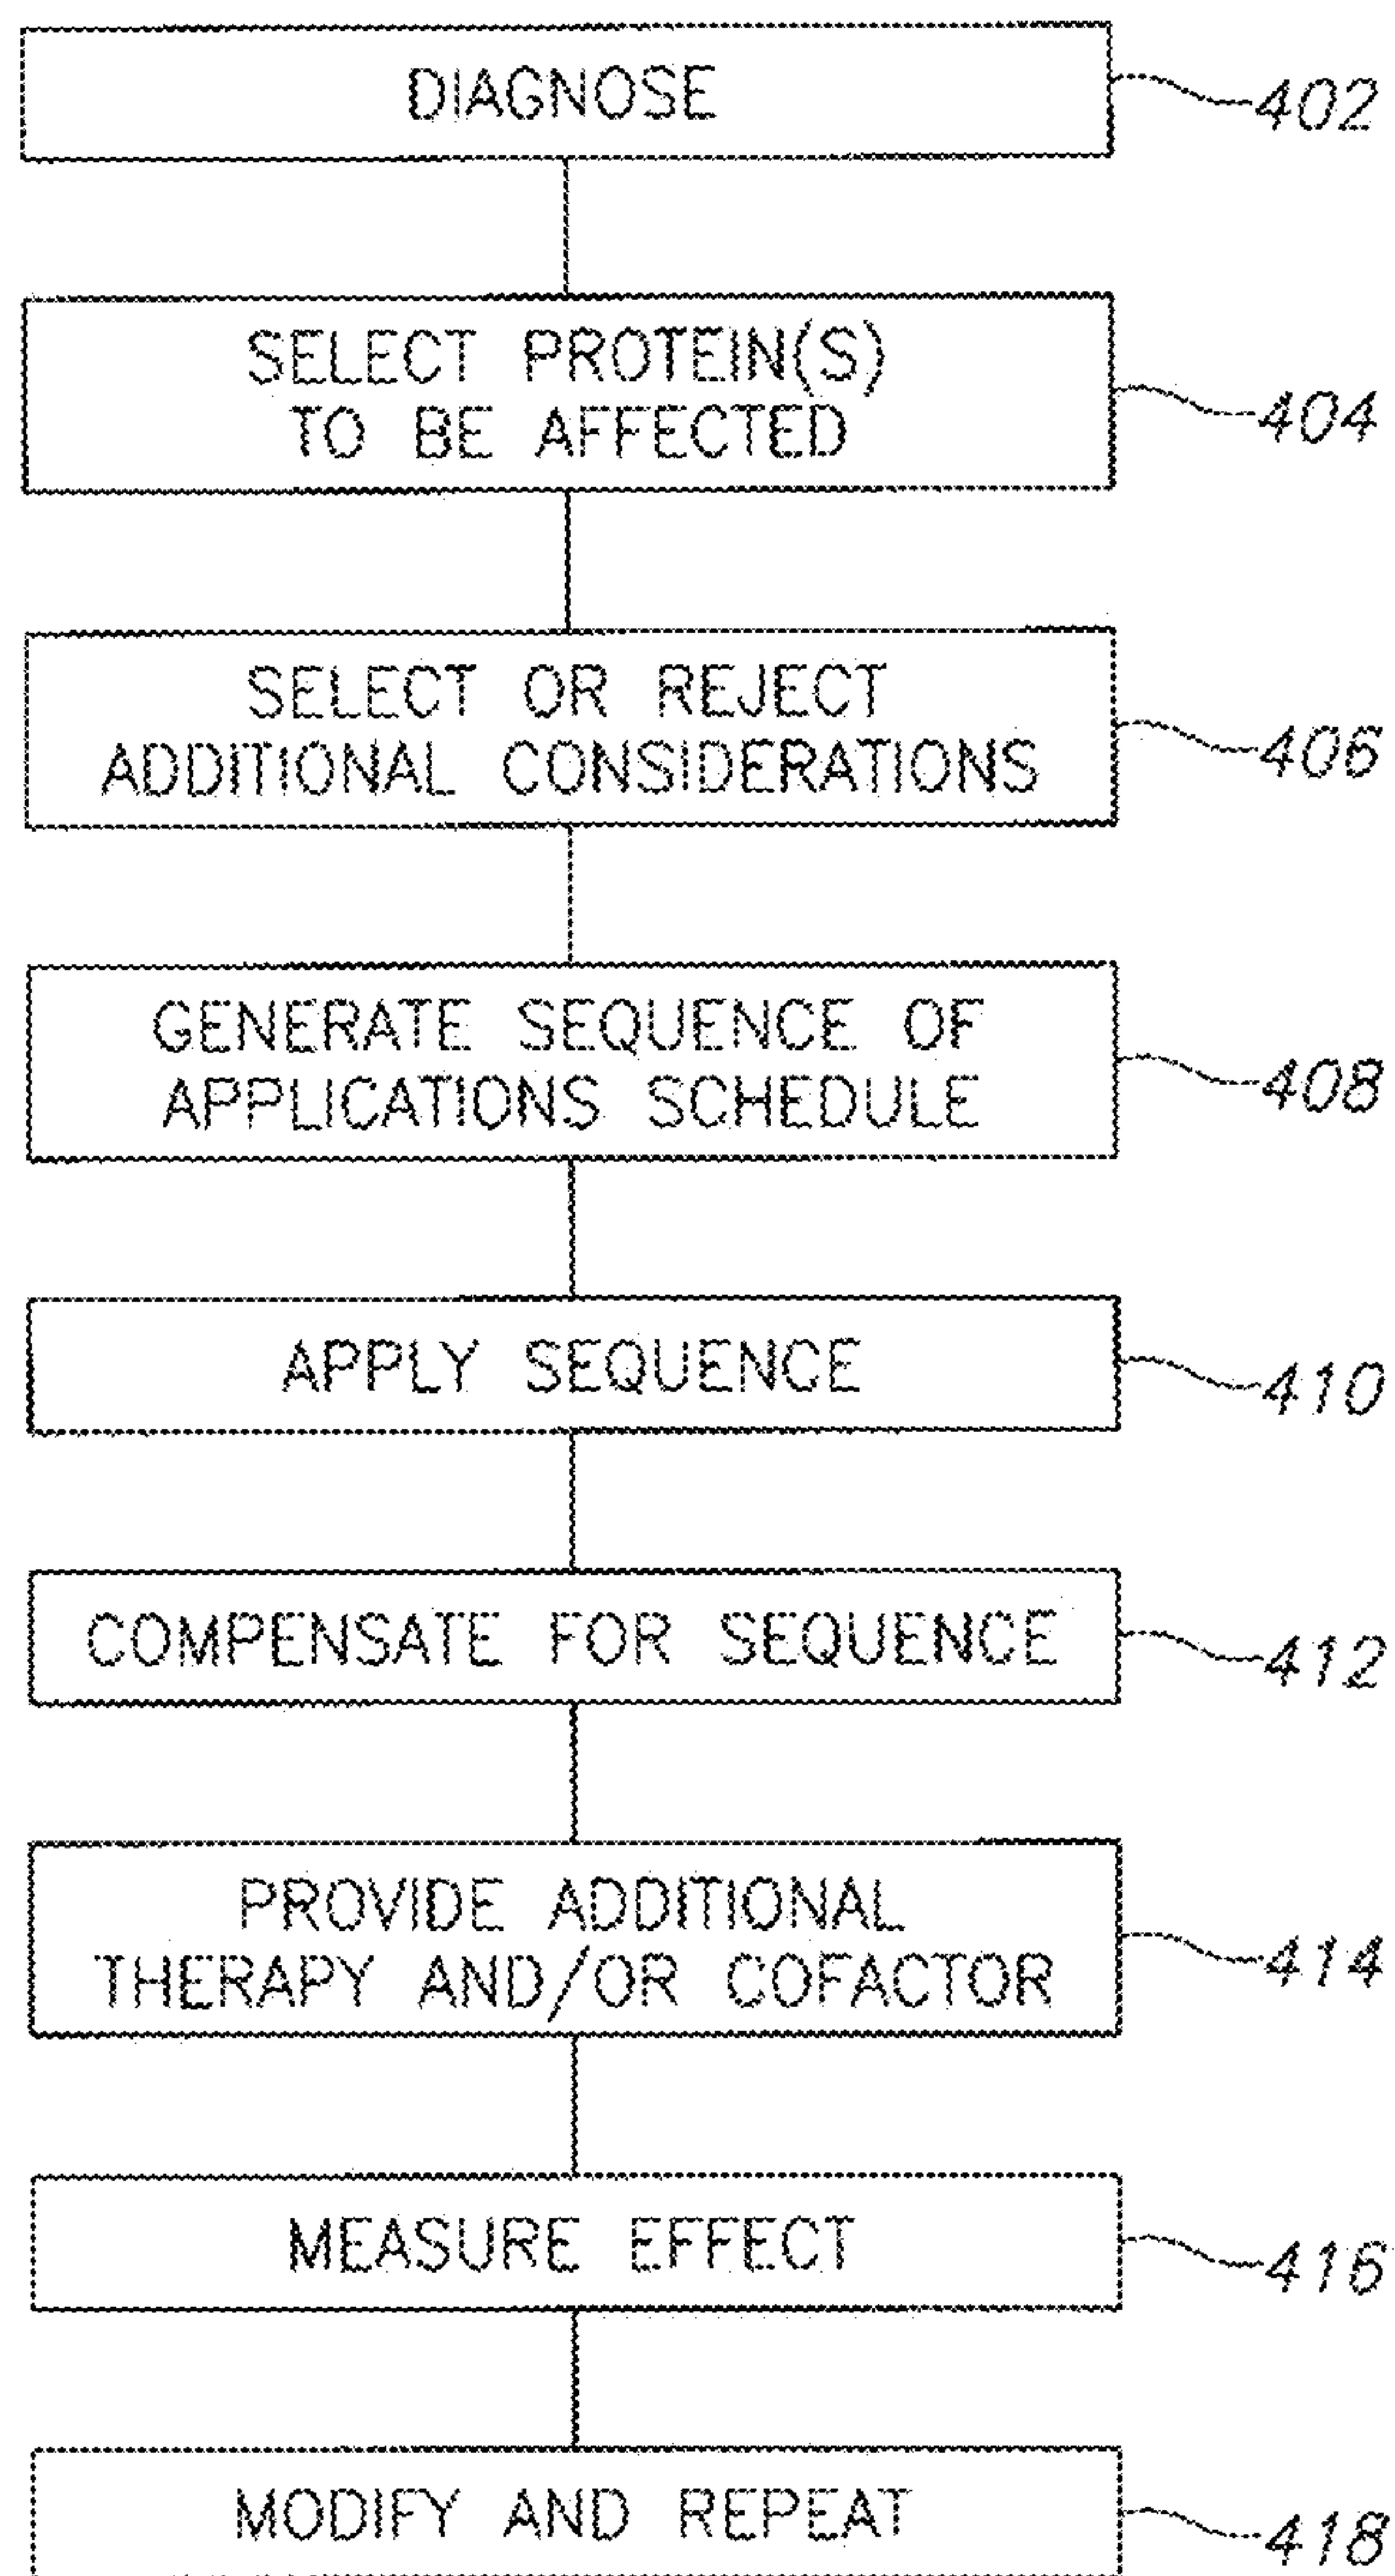 DIAGNOSE
402
SELECT PROTEIN(S)
TO BE AFFECTED
404
SELECT OR REJECT
ADDITIONAL CONSIDERATIONS
406
GENERATE SEQUENCE OF
APPLICATIONS SCHEDULE
408
APPLY SEQUENCE
410
COMPENSATE FOR SEQUENCE
412
PROVIDE ADDITIONAL
THERAPY AND/OR COFACTOR
414
MEASURE EFFECT
416
MODIFY AND REPEAT
418